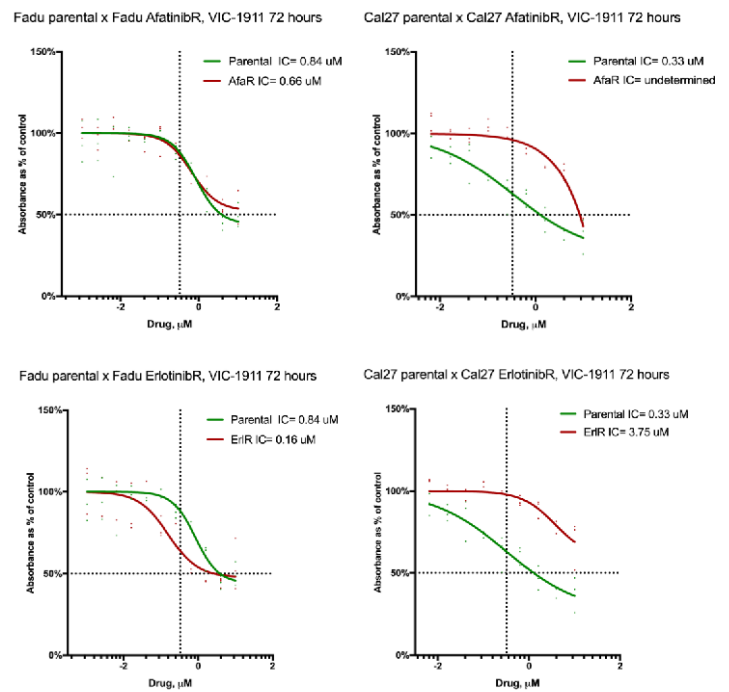 Fadu parental x Fadu AfatinibR, VIC-1911 72 hours
150%
100%
50%
0%
-2
0
2
Absorbance as % of control
Drug, µM
Parental IC= 0.84 uM
AfaR IC= 0.66 uM
Cal27 parental x Cal27 AfatinibR, VIC-1911 72 hours
150%
100%
50%
0%
-2
0
2
Absorbance as % of control
Drug, µM
Parental IC= 0.33 uM
AfaR IC= undetermined
Fadu parental x Fadu ErlotinibR, VIC-1911 72 hours
150%
100%
50%
0%
-2
0
2
Absorbance as % of control
Drug, µM
Parental IC= 0.84 uM
ErlR IC= 0.16 uM
Cal27 parental x Cal27 ErlotinibR, VIC-1911 72 hours
150%
100%
50%
0%
-2
0
2
Absorbance as % of control
Drug, µM
Parental IC= 0.33 uM
ErlR IC= 3.75 uM